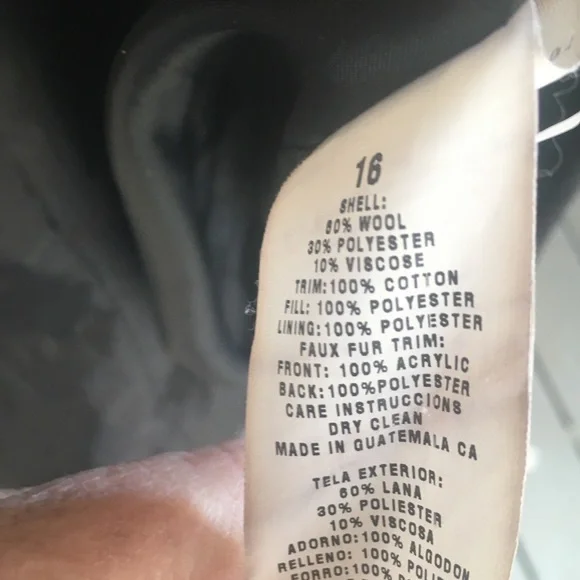 16
SHELL:
60% WOOL
30% POLYESTER
10% VISCOSE
TRIM:100% COTTON
FILL: 100% POLYESTER
LINING:100% POLYESTER
FAUX FUR TRIM:
FRONT: 100% ACRYLIC
BACK:100%POLYESTER
CARE INSTRUCCIONS
DRY CLEAN
MADE IN GUATEMALA CA
TELA EXTERIOR:
60% LANA
30% POLIESTER
10% VISCOSA
ADORNO:100% ALGODON
RELLENO: 100%
FORRO:100%